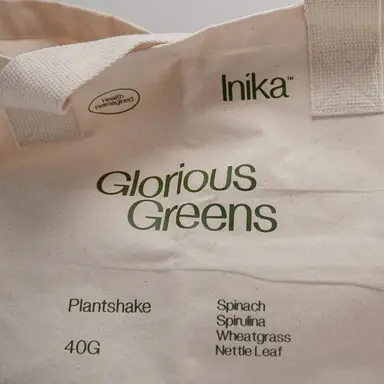 Health
Reimagined
Inika™
Glorious
Greens
Plantshake
40G
Spinach
Spirulina
Wheatgrass
Nettle Leaf